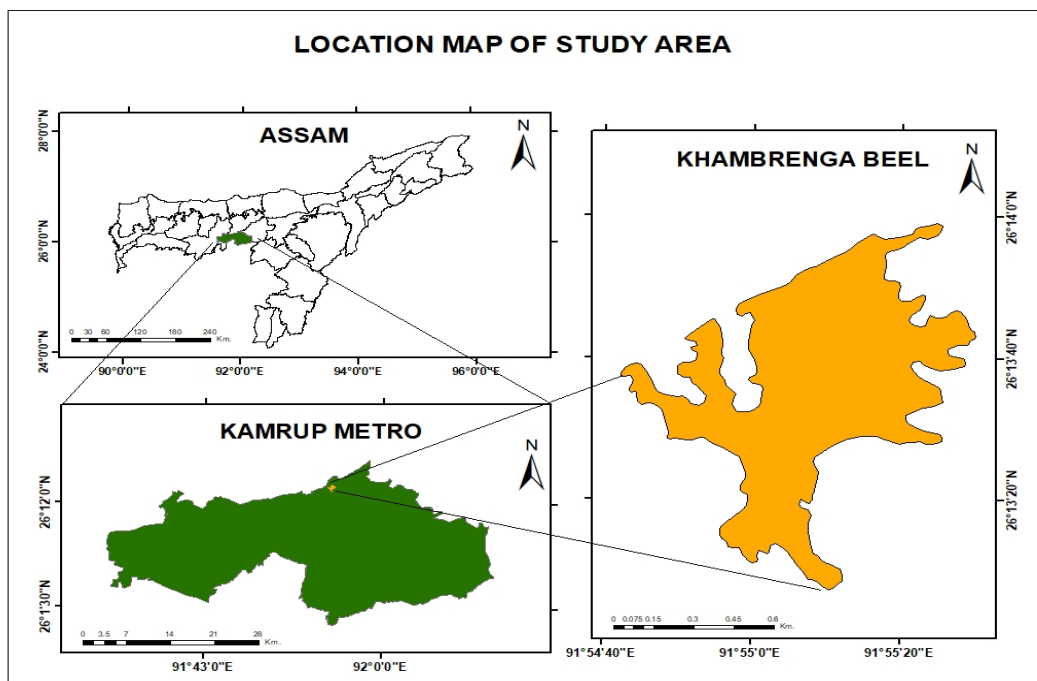 LOCATION MAP OF STUDY AREA
ASSAM
N
28°0'0"N
26°0'0"N
24°0'0"N
0 30 60 120 180 240
Km.
90°0'0"E 92°0'0"E 94°0'0"E 96°0'0"E
KAMRUP METRO
N
26°12'0"N
26°1'30"N
0 3.5 7 14 21 28
Km.
91°43'0"E 92°0'0"E
KHAMBRENGA BEEL
N
26°14'0"N
26°13'40"N
26°13'20"N
0 0.075 0.15 0.3 0.45 0.6
Km.
91°54'40"E 91°55'0"E 91°55'20"E